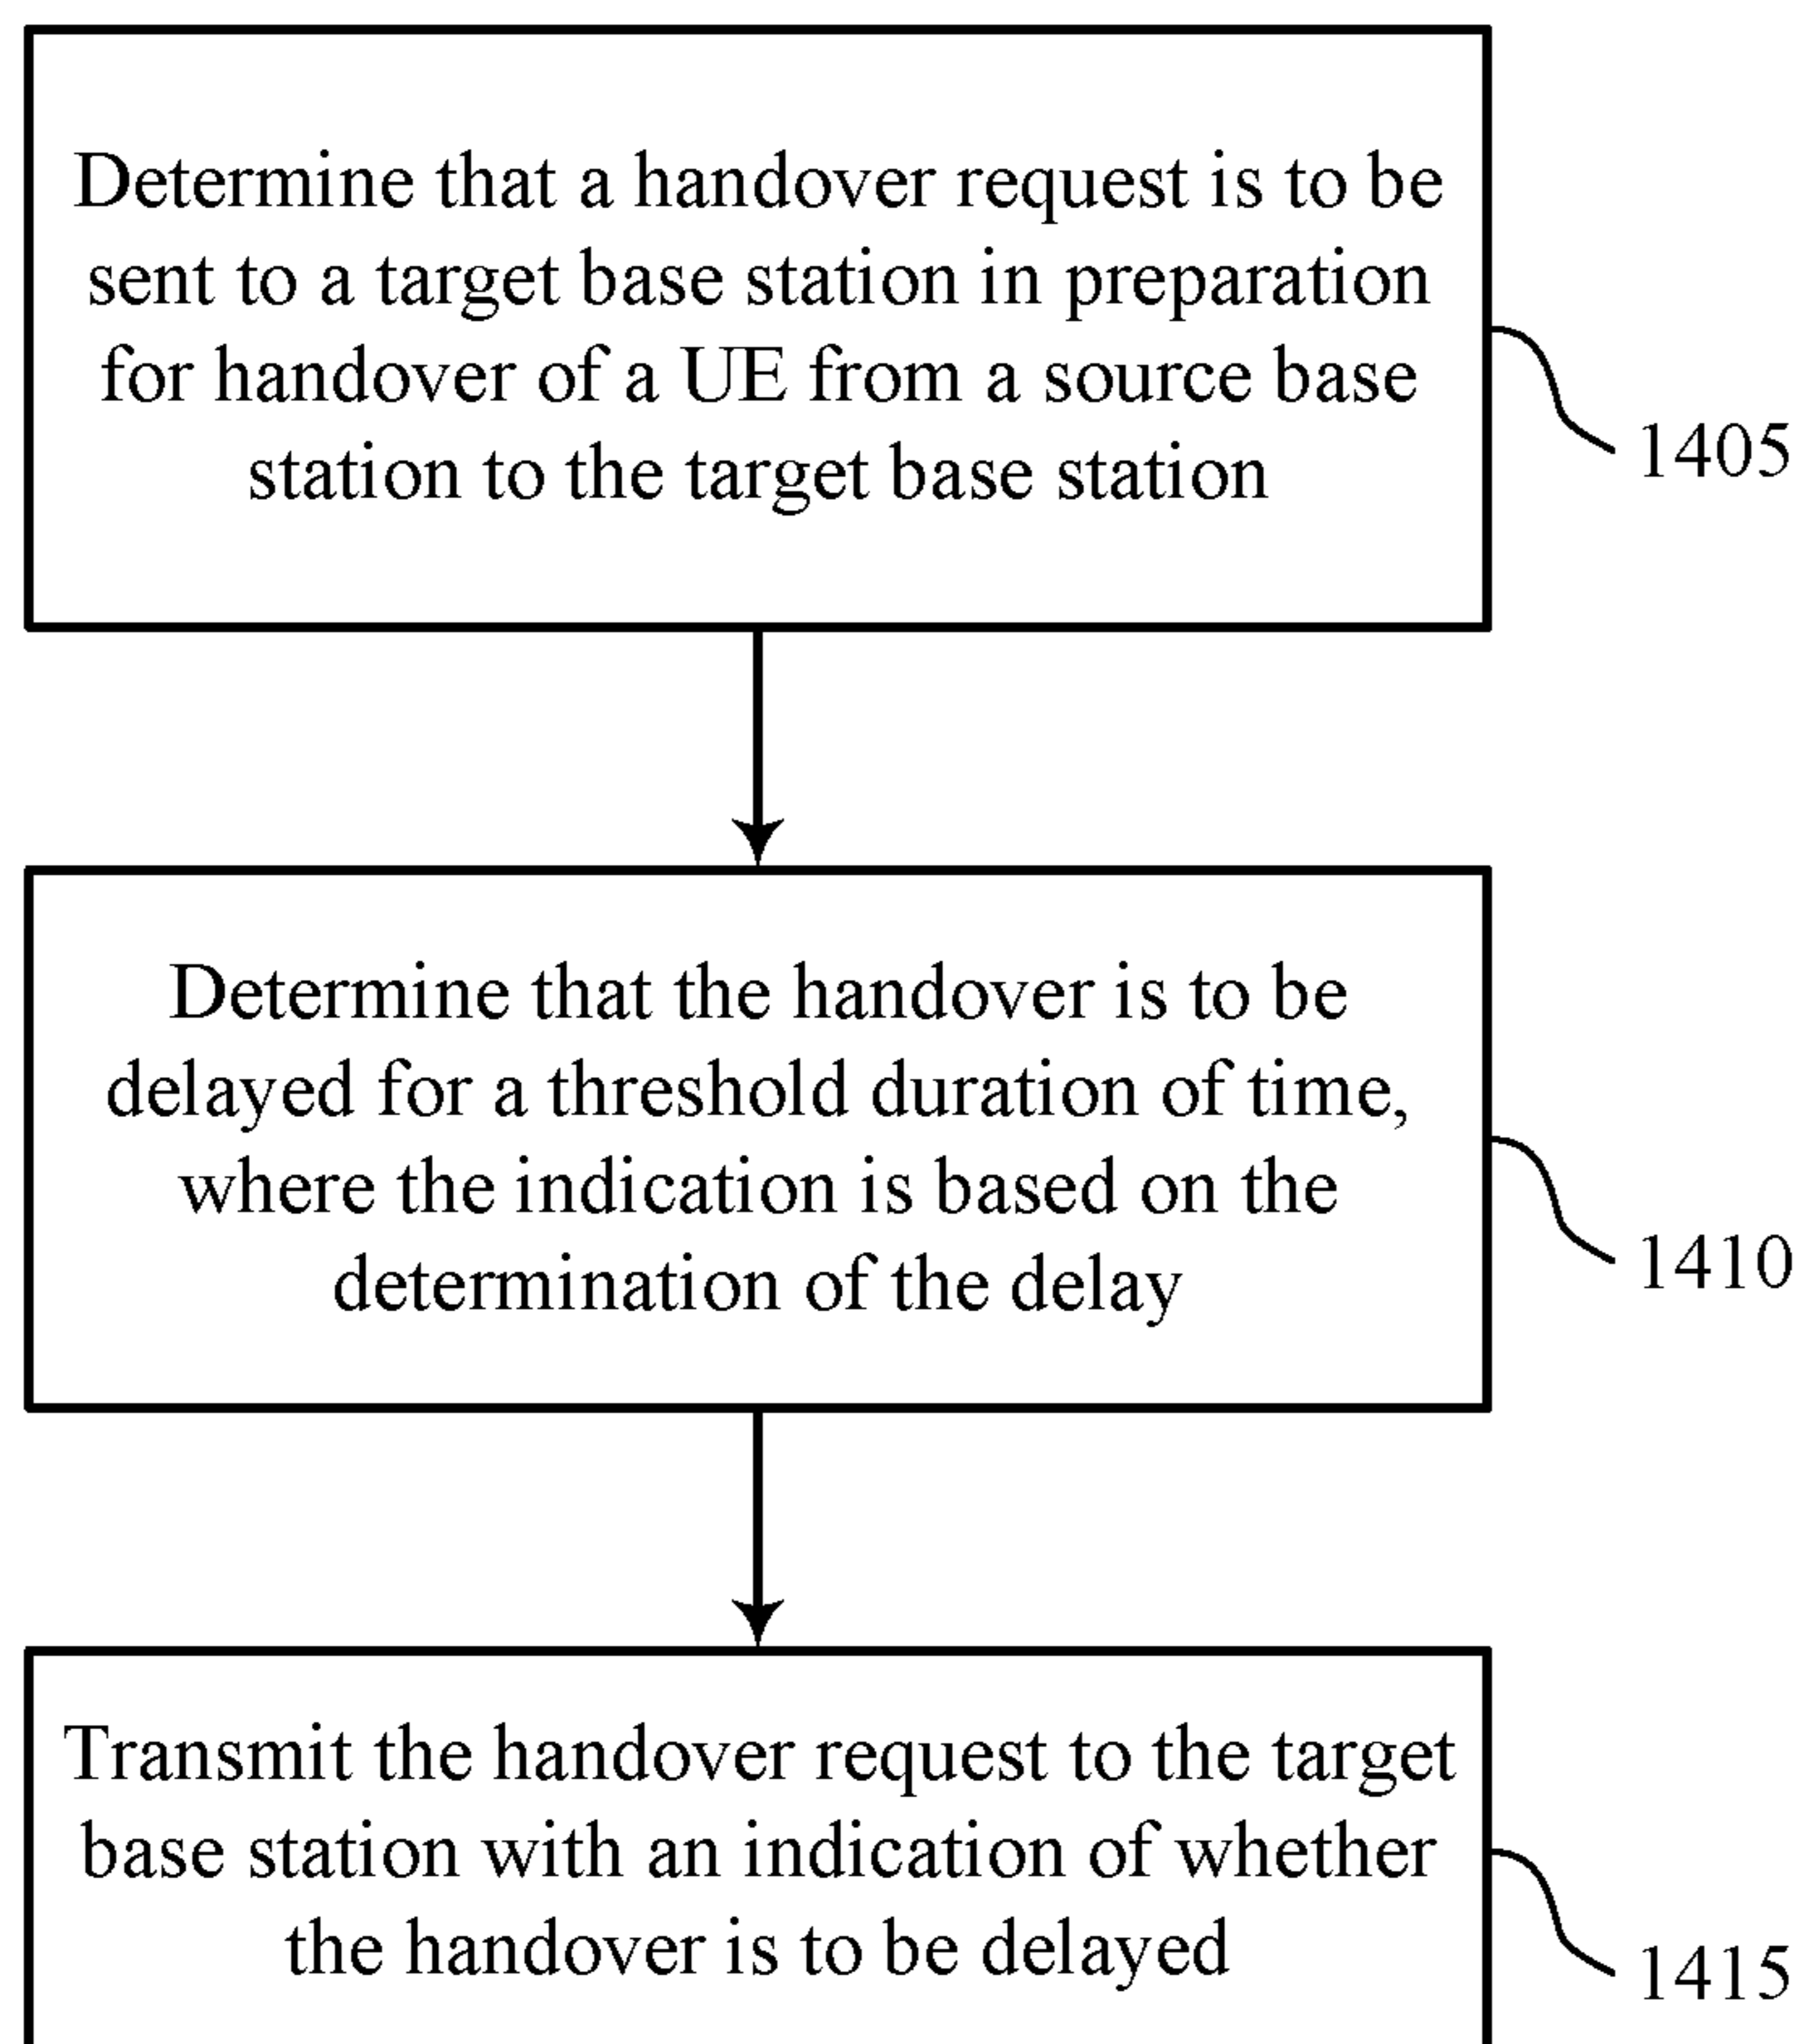 Determine that a handover request is to be
sent to a target base station in preparation
for handover of a UE from a source base
station to the target base station
1405
Determine that the handover is to be
delayed for a threshold duration of time,
where the indication is based on the
determination of the delay
1410
Transmit the handover request to the target
base station with an indication of whether
the handover is to be delayed
1415